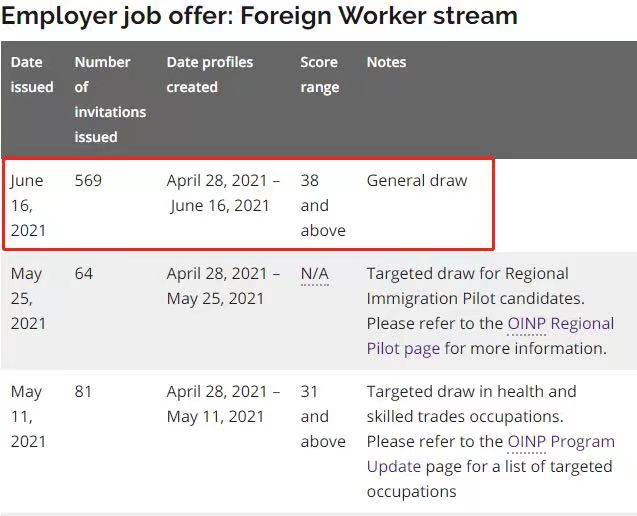 Employer job offer: Foreign Worker stream
Date issued
Number of invitations issued
Date profiles created
Score range
Notes
June 16, 2021
569
April 28, 2021 –
June 16, 2021
38 and above
General draw
May 25, 2021
64
April 28, 2021 –
May 25, 2021
N/A
Targeted draw for Regional
Immigration Pilot candidates.
Please refer to the OINP Regional
Pilot page for more information.
May 11, 2021
81
April 28, 2021 –
May 11, 2021
31 and above
Targeted draw in health and
skilled trades occupations.
Please refer to the OINP Program
Update page for a list of targeted
occupations